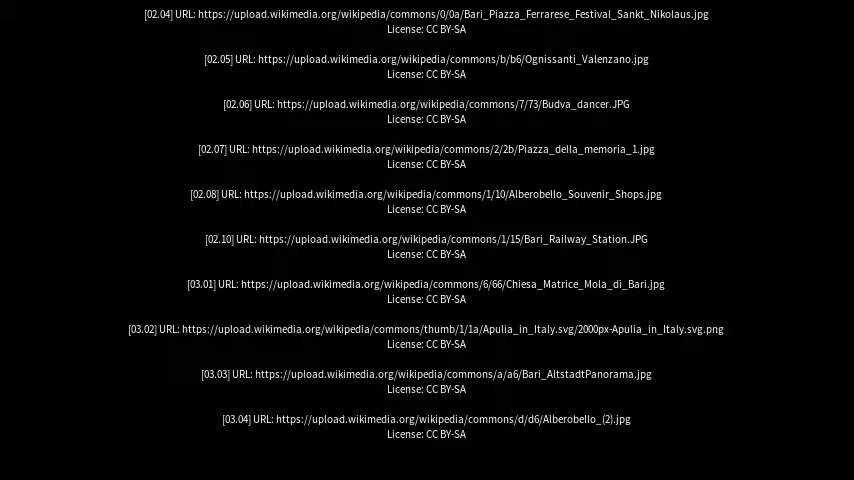 [02.04] URL: https://upload.wikimedia.org/wikipedia/commons/0/0a/Bari_Piazza_Ferrarese_Festival_Sankt_Nikolaus.jpg
License: CC BY-SA
[02.05] URL: https://upload.wikimedia.org/wikipedia/commons/b/b6/Ognissanti_Valenzano.jpg
License: CC BY-SA
[02.06] URL: https://upload.wikimedia.org/wikipedia/commons/7/73/Budva_dancer.JPG
License: CC BY-SA
[02.07] URL: https://upload.wikimedia.org/wikipedia/commons/2/2b/Piazza_della_memoria_1.jpg
License: CC BY-SA
[02.08] URL: https://upload.wikimedia.org/wikipedia/commons/1/10/Alberobello_Souvenir_Shops.jpg
License: CC BY-SA
[02.10] URL: https://upload.wikimedia.org/wikipedia/commons/1/15/Bari_Railway_Station.JPG
License: CC BY-SA
[03.01] URL: https://upload.wikimedia.org/wikipedia/commons/6/66/Chiesa_Matrice_Mola_di_Bari.jpg
License: CC BY-SA
[03.02] URL: https://upload.wikimedia.org/wikipedia/commons/thumb/1/1a/Apulia_in_Italy.svg/2000px-Apulia_in_Italy.svg.png
License: CC BY-SA
[03.03] URL: https://upload.wikimedia.org/wikipedia/commons/a/a6/Bari_AltstadtPanorama.jpg
License: CC BY-SA
[03.04] URL: https://upload.wikimedia.org/wikipedia/commons/d/d6/Alberobello_(2).jpg
License: CC BY-SA